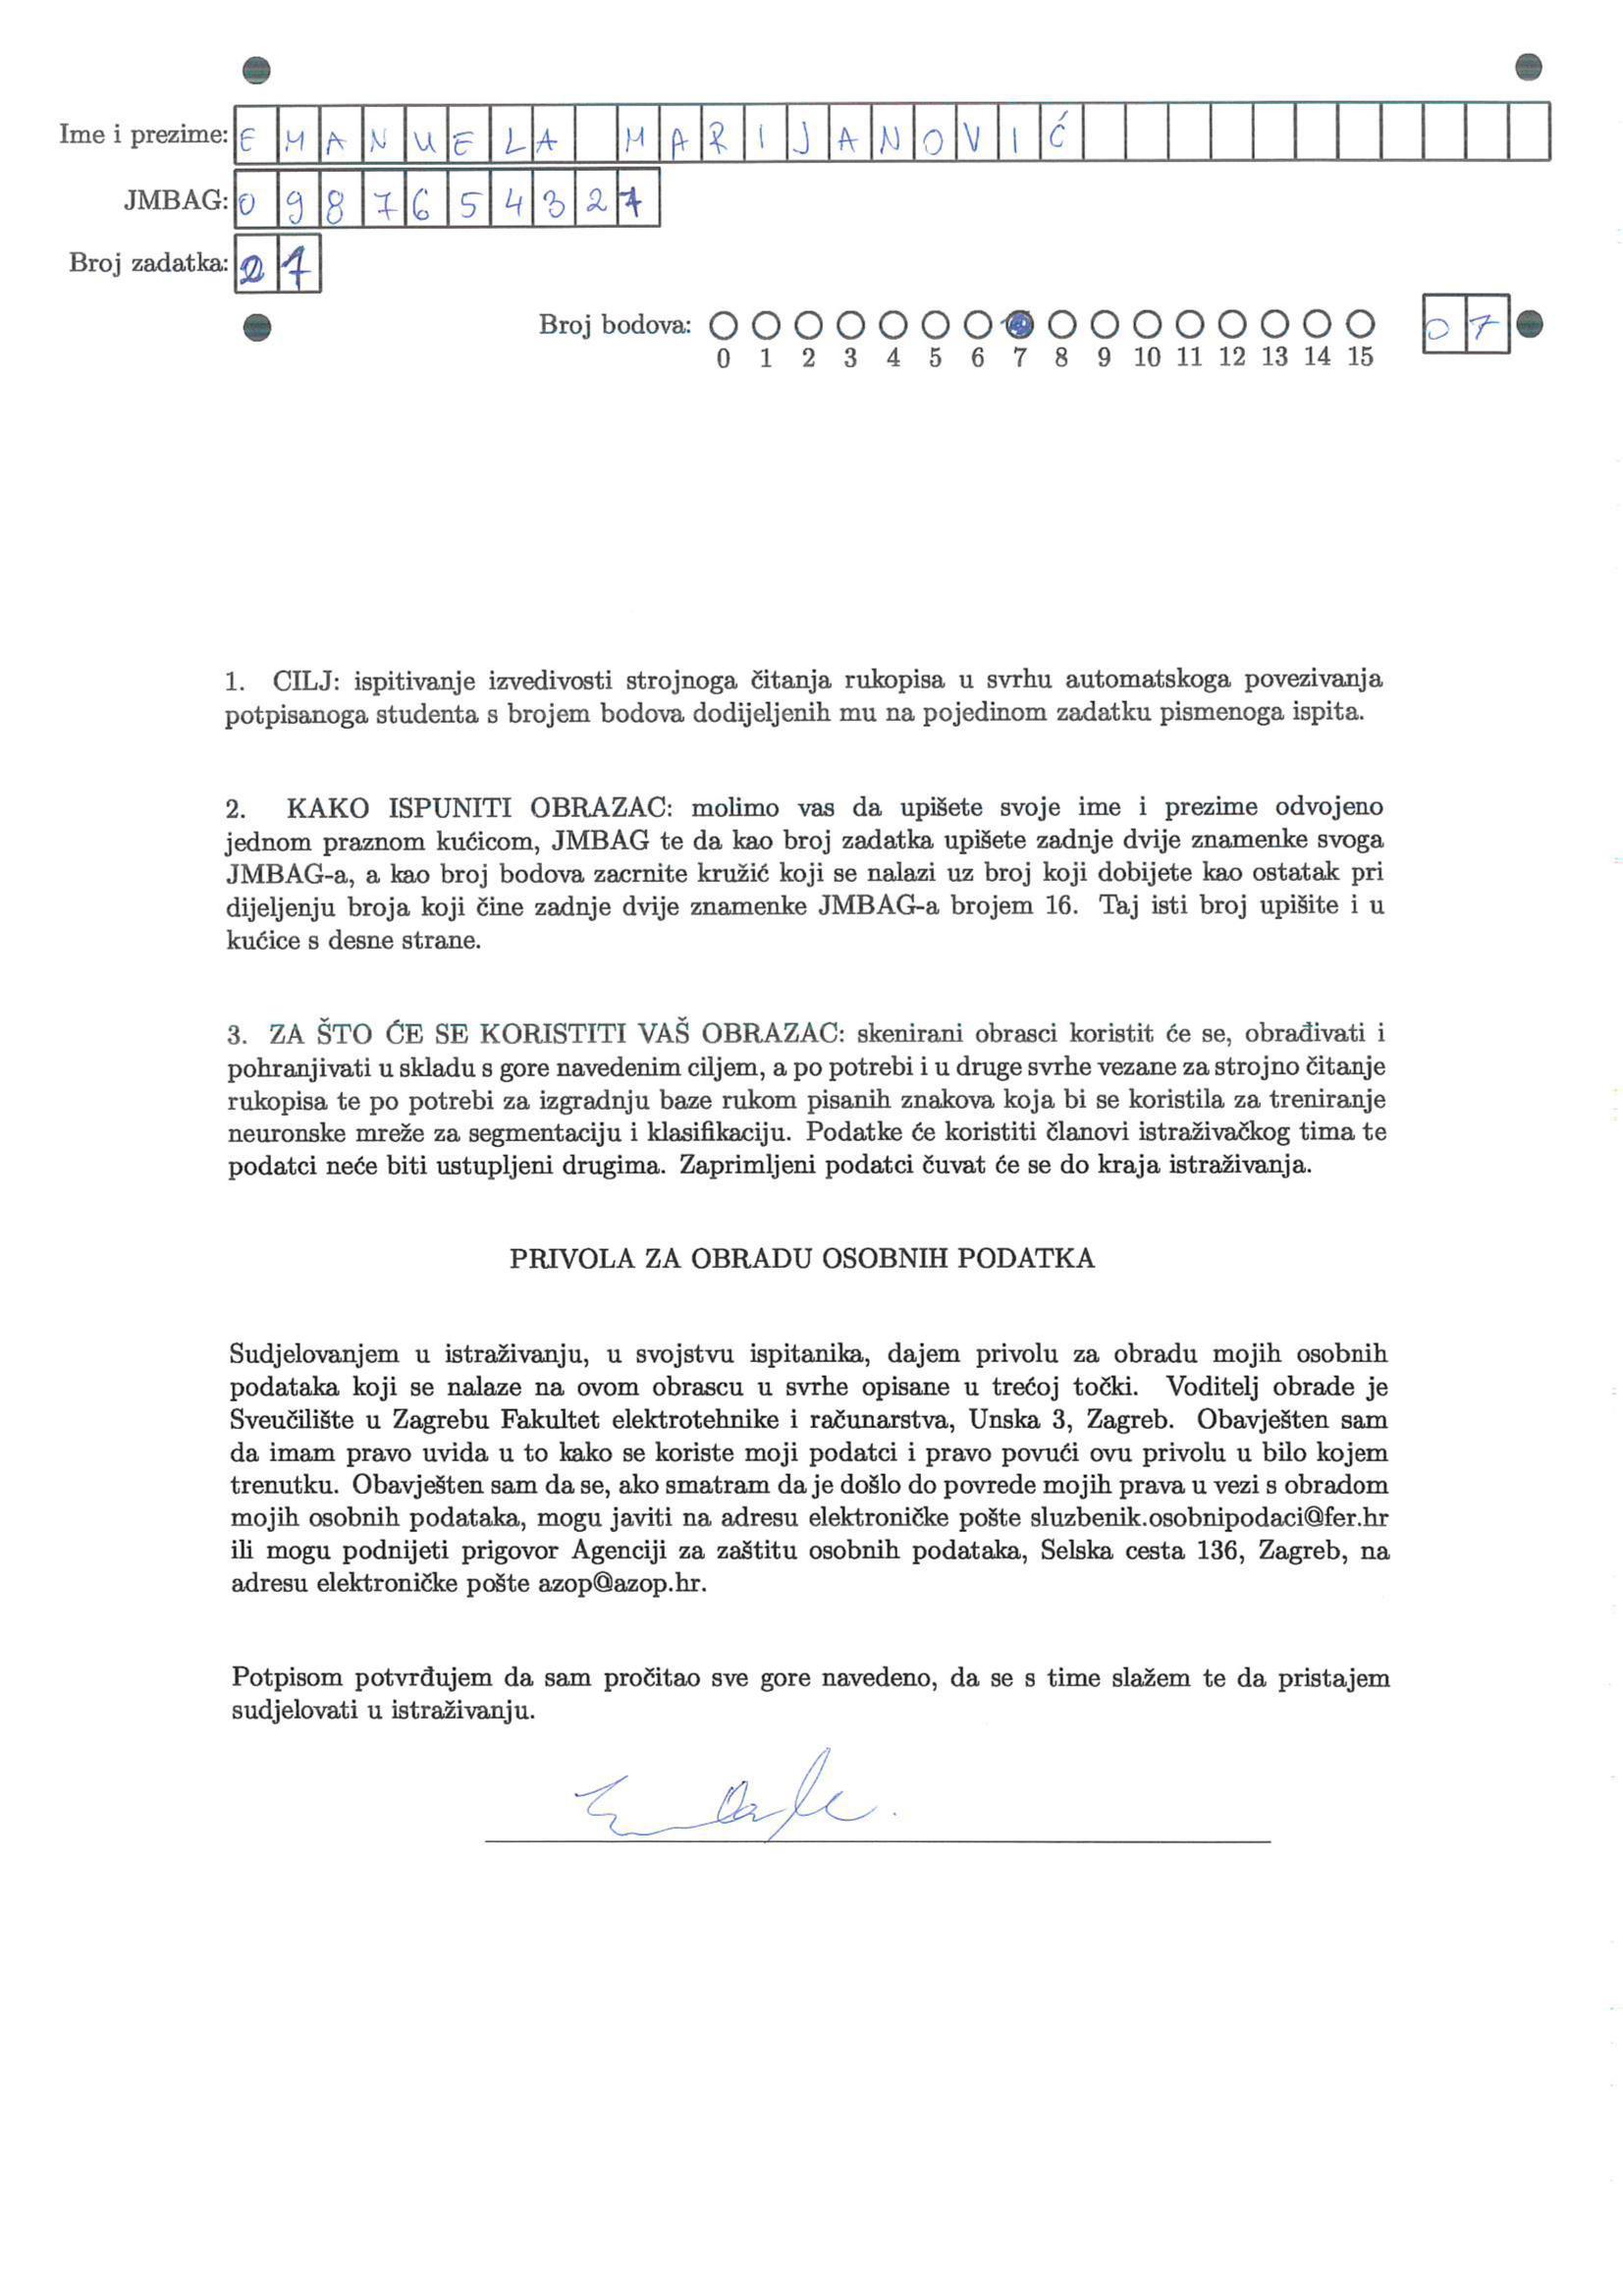 Ime i prezime: EMANUELA MARIJANOVIĆ
JMBAG: 0987654327
Broj zadatka: 27
Broj bodova: 07
0 1 2 3 4 5 6 7 8 9 10 11 12 13 14 15
1. CILJ: ispitivanje izvedivosti strojnoga čitanja rukopisa u svrhu automatskoga povezivanja
potpisanoga studenta s brojem bodova dodijeljenih mu na pojedinom zadatku pismenoga ispita.
2. KAKO ISPUNITI OBRAZAC: molimo vas da upišete svoje ime i prezime odvojeno
jednom praznom kućicom, JMBAG te da kao broj zadatka upišete zadnje dvije znamenke svoga
JMBAG-a, a kao broj bodova zacrnite kružić koji se nalazi uz broj koji dobijete kao ostatak pri
dijeljenju broja koji čine zadnje dvije znamenke JMBAG-a brojem 16. Taj isti broj upišite i u
kućice s desne strane.
3. ZA ŠTO ĆE SE KORISTITI VAŠ OBRAZAC: skenirani obrasci koristit će se, obrađivati i
pohranjivati u skladu s gore navedenim ciljem, a po potrebi i u druge svrhe vezane za strojno čitanje
rukopisa te po potrebi za izgradnju baze rukom pisanih znakova koja bi se koristila za treniranje
neuronske mreže za segmentaciju i klasifikaciju. Podatke će koristiti članovi istraživačkog tima te
podatci neće biti ustupljeni drugima. Zaprimljeni podatci čuvat će se do kraja istraživanja.
PRIVOLA ZA OBRADU OSOBNIH PODATKA
Sudjelovanjem u istraživanju, u svojstvu ispitanika, dajem privolu za obradu mojih osobnih
podataka koji se nalaze na ovom obrascu u svrhe opisane u trećoj točki. Voditelj obrade je
Sveučilište u Zagrebu Fakultet elektrotehnike i računarstva, Unska 3, Zagreb. Obavješten sam
da imam pravo uvida u to kako se koriste moji podatci i pravo povući ovu privolu u bilo kojem
trenutku. Obavješten sam da se, ako smatram da je došlo do povrede mojih prava u vezi s obradom
mojih osobnih podataka, mogu javiti na adresu elektroničke pošte sluzbenik.osobnipodaci@fer.hr
ili mogu podnijeti prigovor Agenciji za zaštitu osobnih podataka, Selska cesta 136, Zagreb, na
adresu elektroničke pošte azop@azop.hr.
Potpisom potvrđujem da sam pročitao sve gore navedeno, da se s time slažem te da pristajem
sudjelovati u istraživanju.